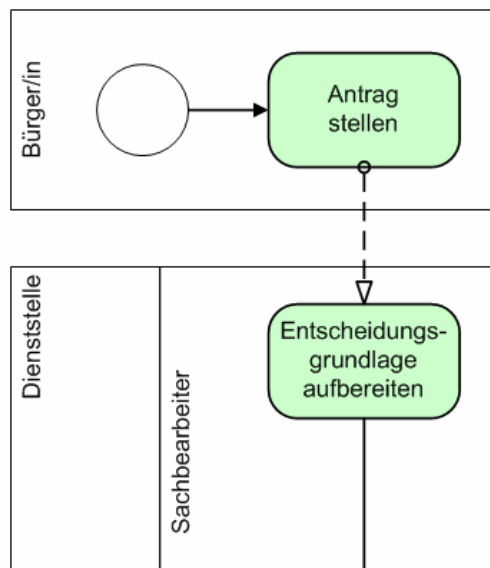 Bürger/in
Antrag
stellen
Dienststelle
Sachbearbeiter
Entscheidungs-
grundlage
aufbereiten